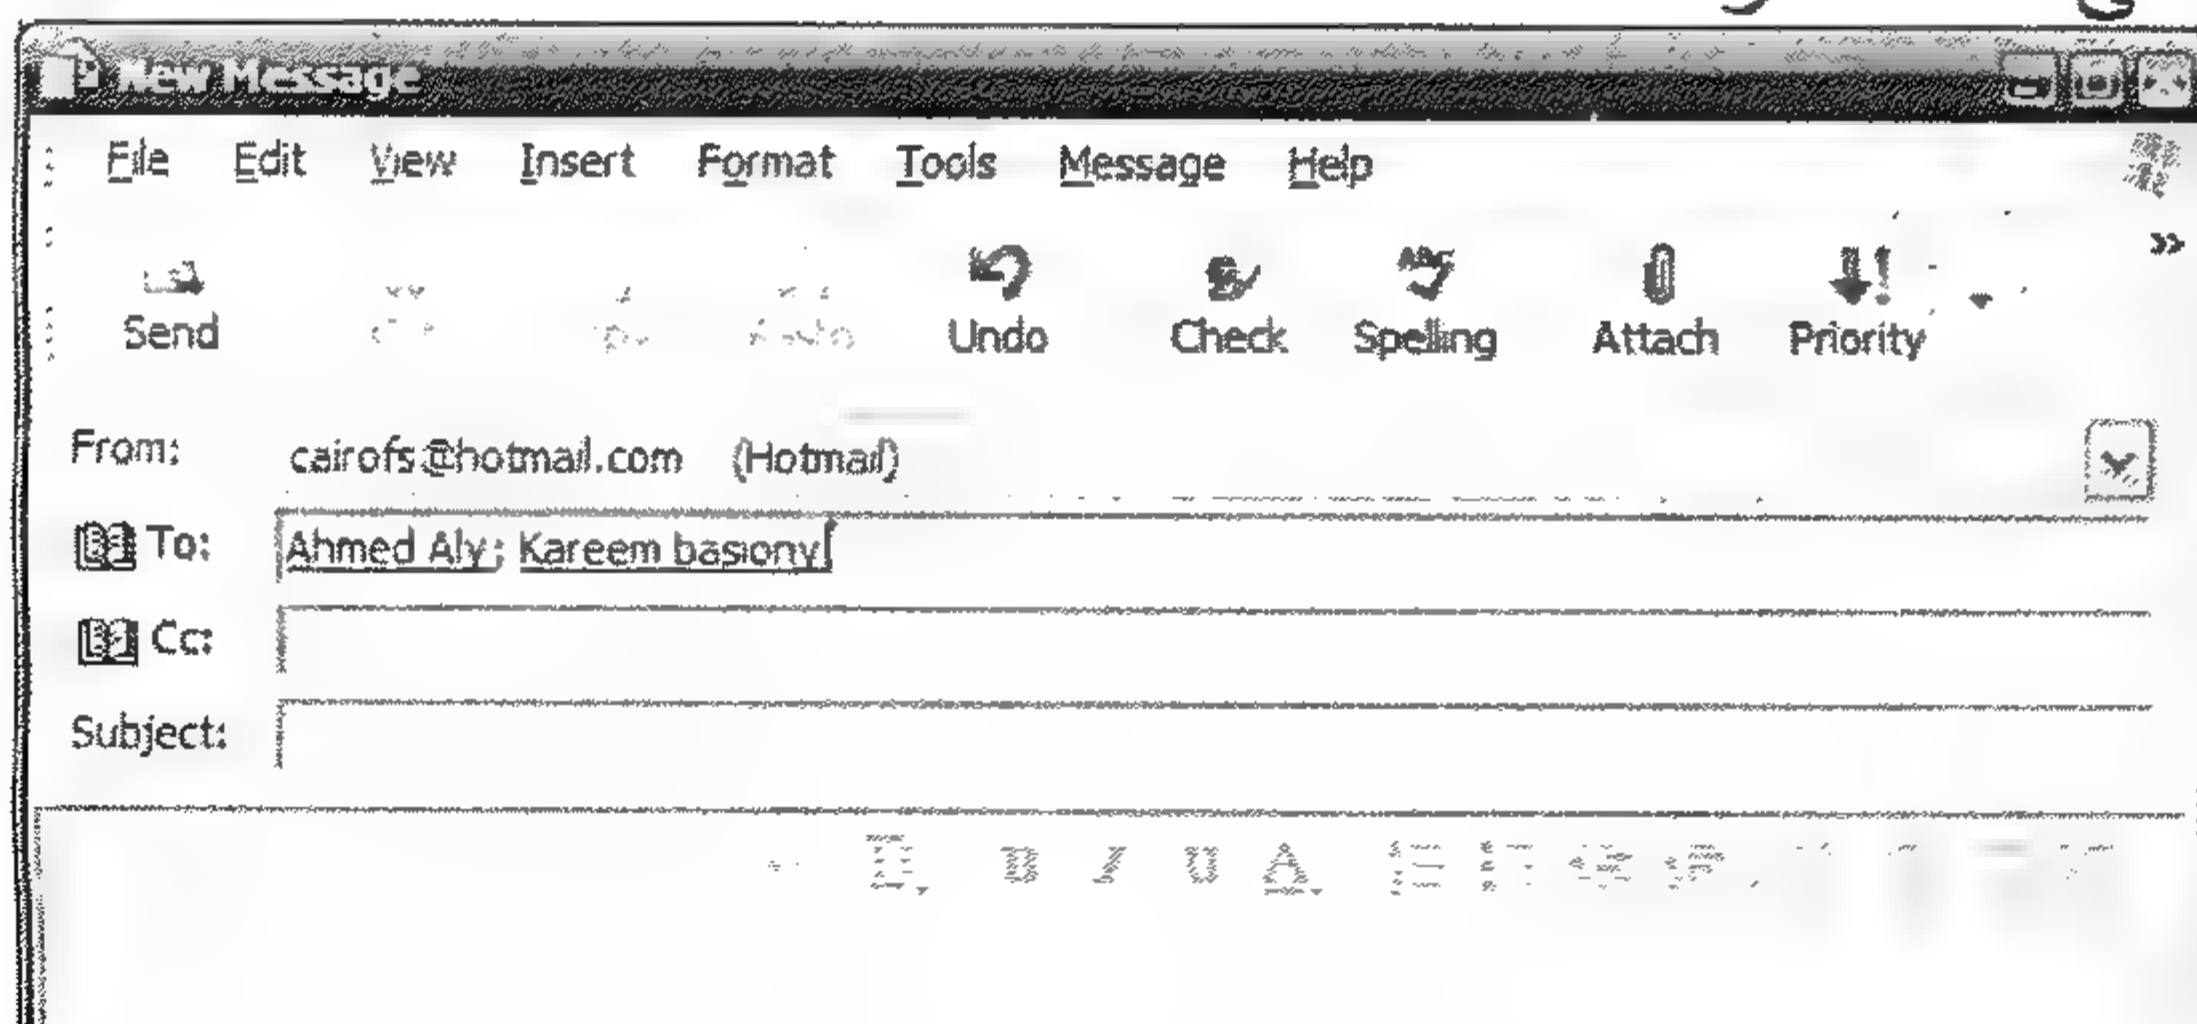 New Message
File Edit View Insert Format Tools Message Help
Send Undo Check Spelling Attach Priority
From: cairofs@hotmail.com (Hotmail)
To: Ahmed Aly; Kareem basiony
Cc:
Subject:
B I U A